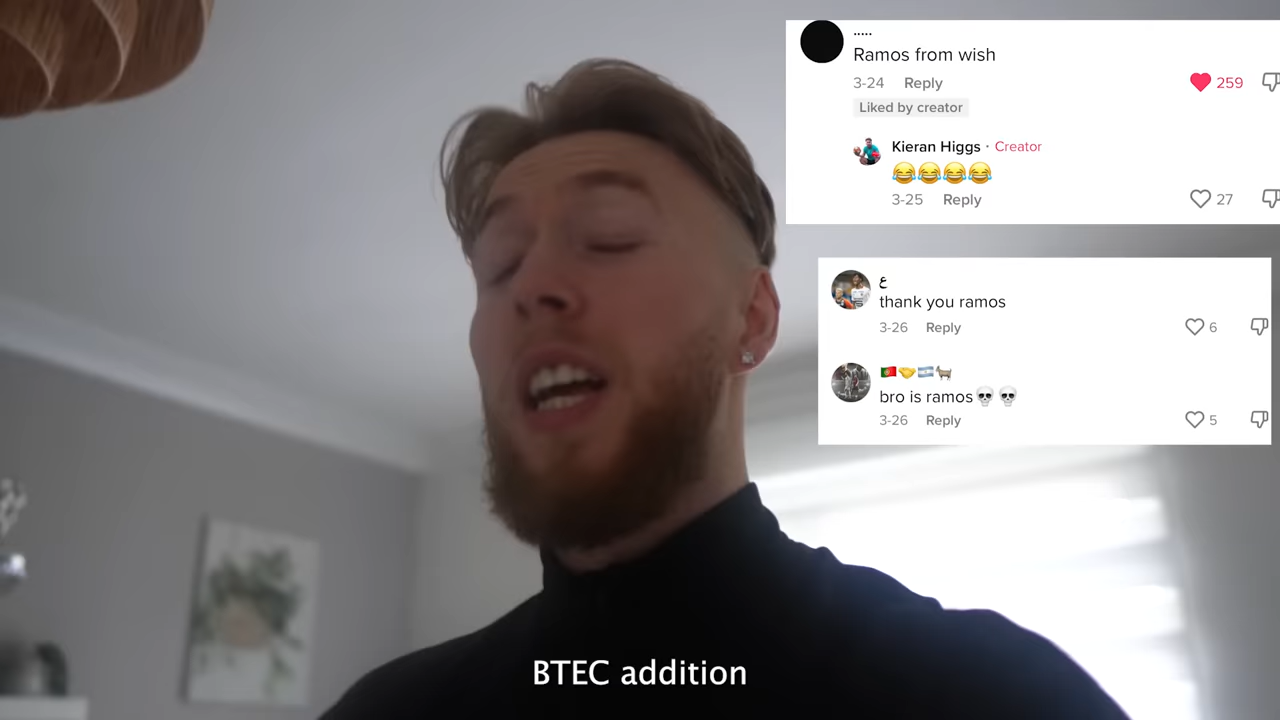 .....
Ramos from wish
3-24 Reply
259
Liked by creator
Kieran Higgs · Creator
😂😂😂😂
3-25 Reply
27
ع
thank you ramos
3-26 Reply
6
🇵🇹🤝🇦🇷🐐
bro is ramos💀💀
3-26 Reply
5
BTEC addition